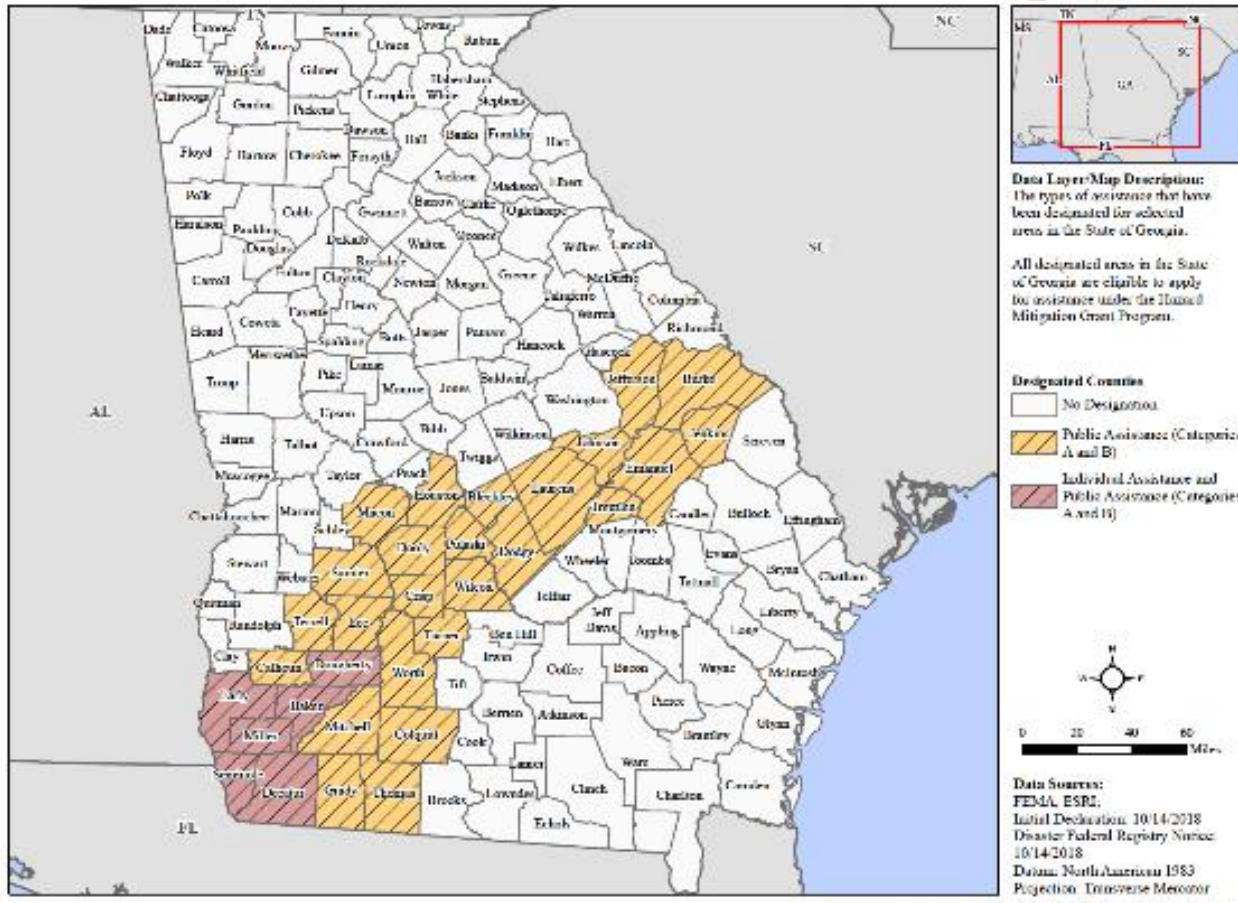 TN
NC
Dade
Catoosa
Fannin
Towns
Rabun
Union
Walker
Whitfield
Murray
Gilmer
Habersham
White
Lumpkin
Stephens
Chattooga
Gordon
Pickens
Dawson
Hall
Banks
Franklin
Hart
Floyd
Bartow
Cherokee
Forsyth
Jackson
Madison
Elbert
Polk
Cobb
Gwinnett
Barrow
Clarke
Oglethorpe
Haralson
Paulding
Douglas
DeKalb
Rockdale
Walton
Oconee
Wilkes
Lincoln
SC
Carroll
Fulton
Clayton
Newton
Morgan
Greene
Taliaferro
McDuffie
Columbia
Heard
Coweta
Fayette
Henry
Spalding
Butts
Jasper
Putnam
Hancock
Warren
Richmond
Glascock
Meriwether
Troup
Pike
Lamar
Monroe
Jones
Baldwin
Washington
Jefferson
Burke
AL
Upson
Harris
Talbot
Crawford
Bibb
Wilkinson
Johnson
Jenkins
Screven
Twiggs
Muscogee
Taylor
Peach
Houston
Bleckley
Laurens
Emanuel
Chattahoochee
Marion
Schley
Macon
Treutlen
Candler
Bulloch
Effingham
Dooly
Pulaski
Dodge
Montgomery
Stewart
Webster
Sumter
Crisp
Wilcox
Wheeler
Toombs
Evans
Tattnall
Bryan
Chatham
Quitman
Randolph
Terrell
Lee
Telfair
Turner
Ben Hill
Jeff
Davis
Appling
Long
Liberty
Clay
Calhoun
Dougherty
Worth
Tift
Irwin
Coffee
Bacon
Wayne
McIntosh
Early
Baker
Mitchell
Colquitt
Berrien
Atkinson
Pierce
Miller
Cook
Lanier
Ware
Brantley
Glynn
Seminole
Decatur
Grady
Thomas
Brooks
Lowndes
Clinch
Charlton
Camden
Echols
FL
TN
NC
MS
SC
AL
GA
FL
Data Layer/Map Description:
The types of assistance that have
been designated for selected
areas in the State of Georgia.
All designated areas in the State
of Georgia are eligible to apply
for assistance under the Hazard
Mitigation Grant Program.
Designated Counties
No Designation
Public Assistance (Categories
A and B)
Individual Assistance and
Public Assistance (Categories
A and B)
N
W
E
S
0 20 40 60
Miles
Data Sources:
FEMA, ESRI;
Initial Declaration: 10/14/2018
Disaster Federal Registry Notice:
10/14/2018
Datum: North American 1983
Projection: Transverse Mercator